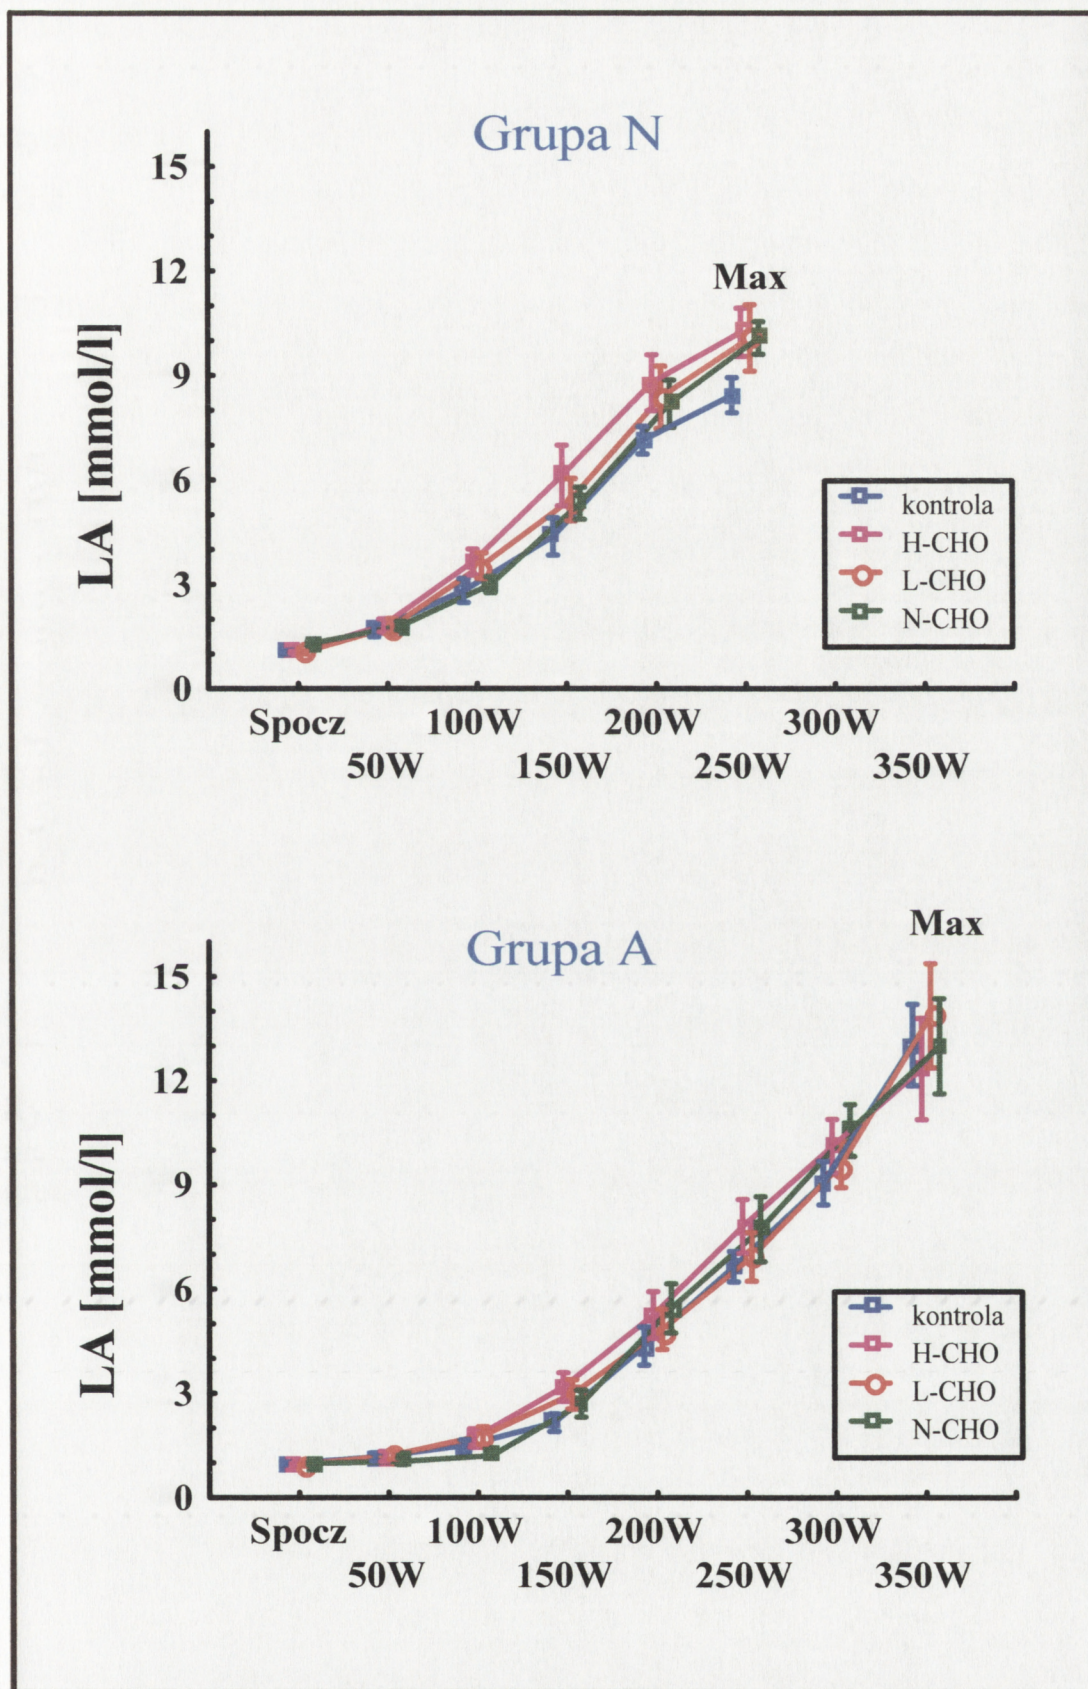 Grupa N
15
12
Max
9
LA [mmol/l]
6
kontrola
H-CHO
L-CHO
3
N-CHO
0
Spocz 100W 200W 300W
50W 150W 250W 350W
Max
Grupa A
15
12
LA [mmol/l]
9
6
kontrola
H-CHO
3
L-CHO
N-CHO
0
Spocz 100W 200W 300W
50W 150W 250W 350W